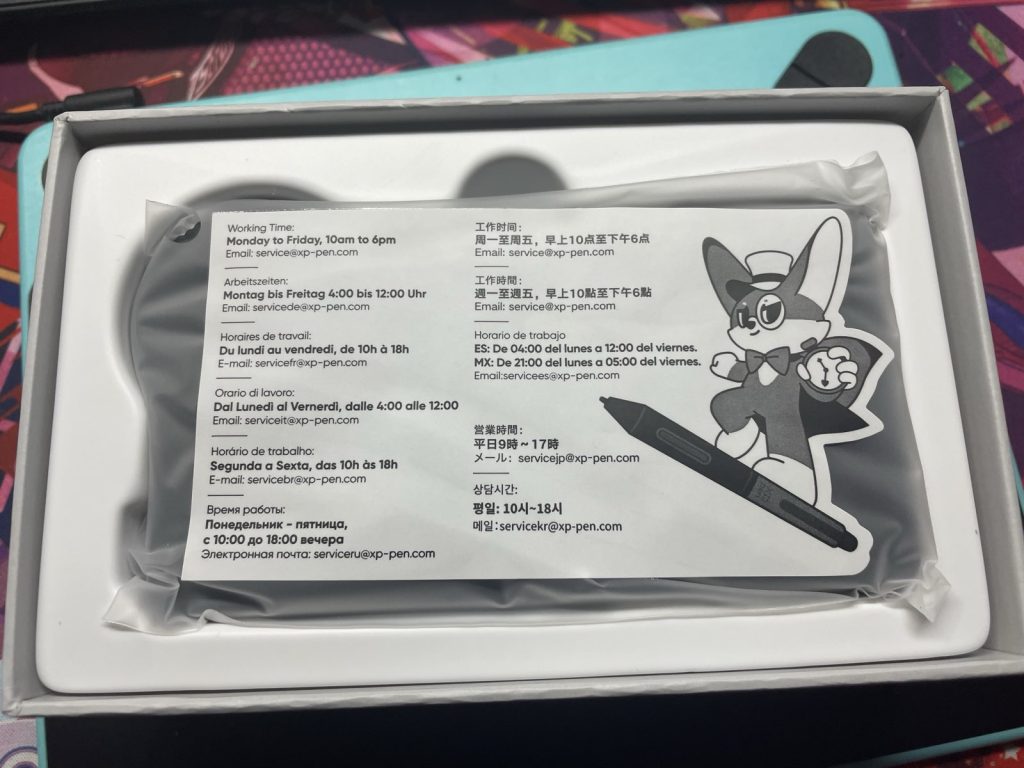 Working Time:
Monday to Friday, 10am to 6pm
Email: service@xp-pen.com
Arbeitszeiten:
Montag bis Freitag 4:00 bis 12:00 Uhr
Email: servicede@xp-pen.com
Horaires de travail:
Du lundi au vendredi, de 10h à 18h
E-mail: servicefr@xp-pen.com
Orario di lavoro:
Dal Lunedì al Vernerdì, dalle 4:00 alle 12:00
Email: serviceit@xp-pen.com
Horário de trabalho:
Segunda a Sexta, das 10h às 18h
E-mail: servicebr@xp-pen.com
Время работы:
Понедельник - пятница,
с 10:00 до 18:00 вечера
Электронная почта: serviceru@xp-pen.com
工作时间:
周一至周五，早上10点至下午6点
Email: service@xp-pen.com
工作時間:
週一至週五，早上10點至下午6點
Email: service@xp-pen.com
Horario de trabajo
ES: De 04:00 del lunes a 12:00 del viernes.
MX: De 21:00 del lunes a 05:00 del viernes.
Email:servicees@xp-pen.com
営業時間:
平日9時~17時
メール: servicejp@xp-pen.com
상담시간:
평일: 10시~18시
메일:servicekr@xp-pen.com